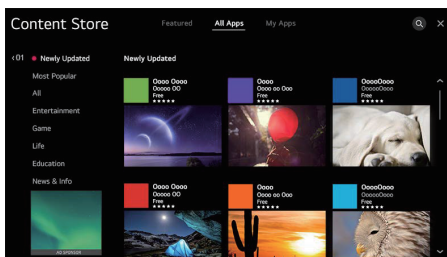 Content Store
Featured
All Apps
My Apps
‹01
Newly Updated
Most Popular
All
Entertainment
Game
Life
Education
News & Info
AD SPONSOR
Newly Updated
Oooo Oooo
Ooooo OO
Free
★★★★★
Oooo
Oooo oo Ooo
Free
★★★★★
OoooOooo
OoooOooo
Free
★★★★★
Oooo Oooo
Ooooo OO
Free
★★★★★
Oooo
Oooo oo Ooo
Free
★★★★★
OoooOooo
OoooOooo
Free
★★★★★